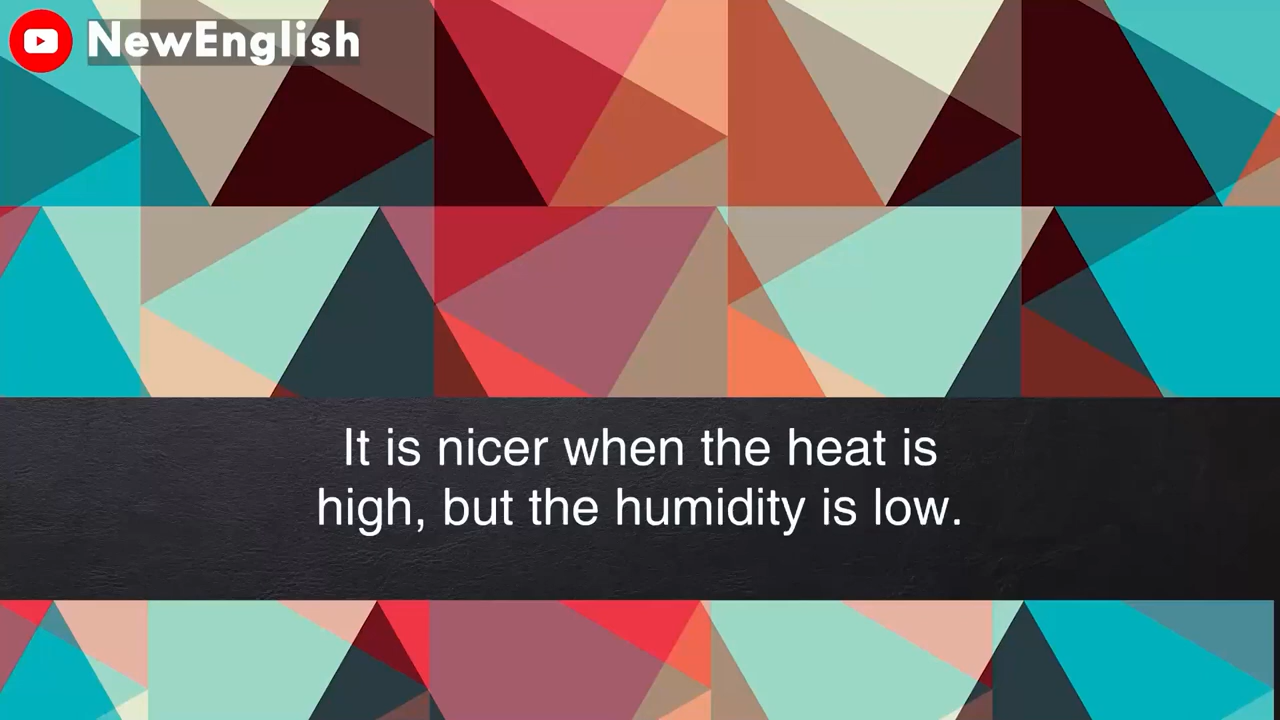 NewEnglish
It is nicer when the heat is
high, but the humidity is low.